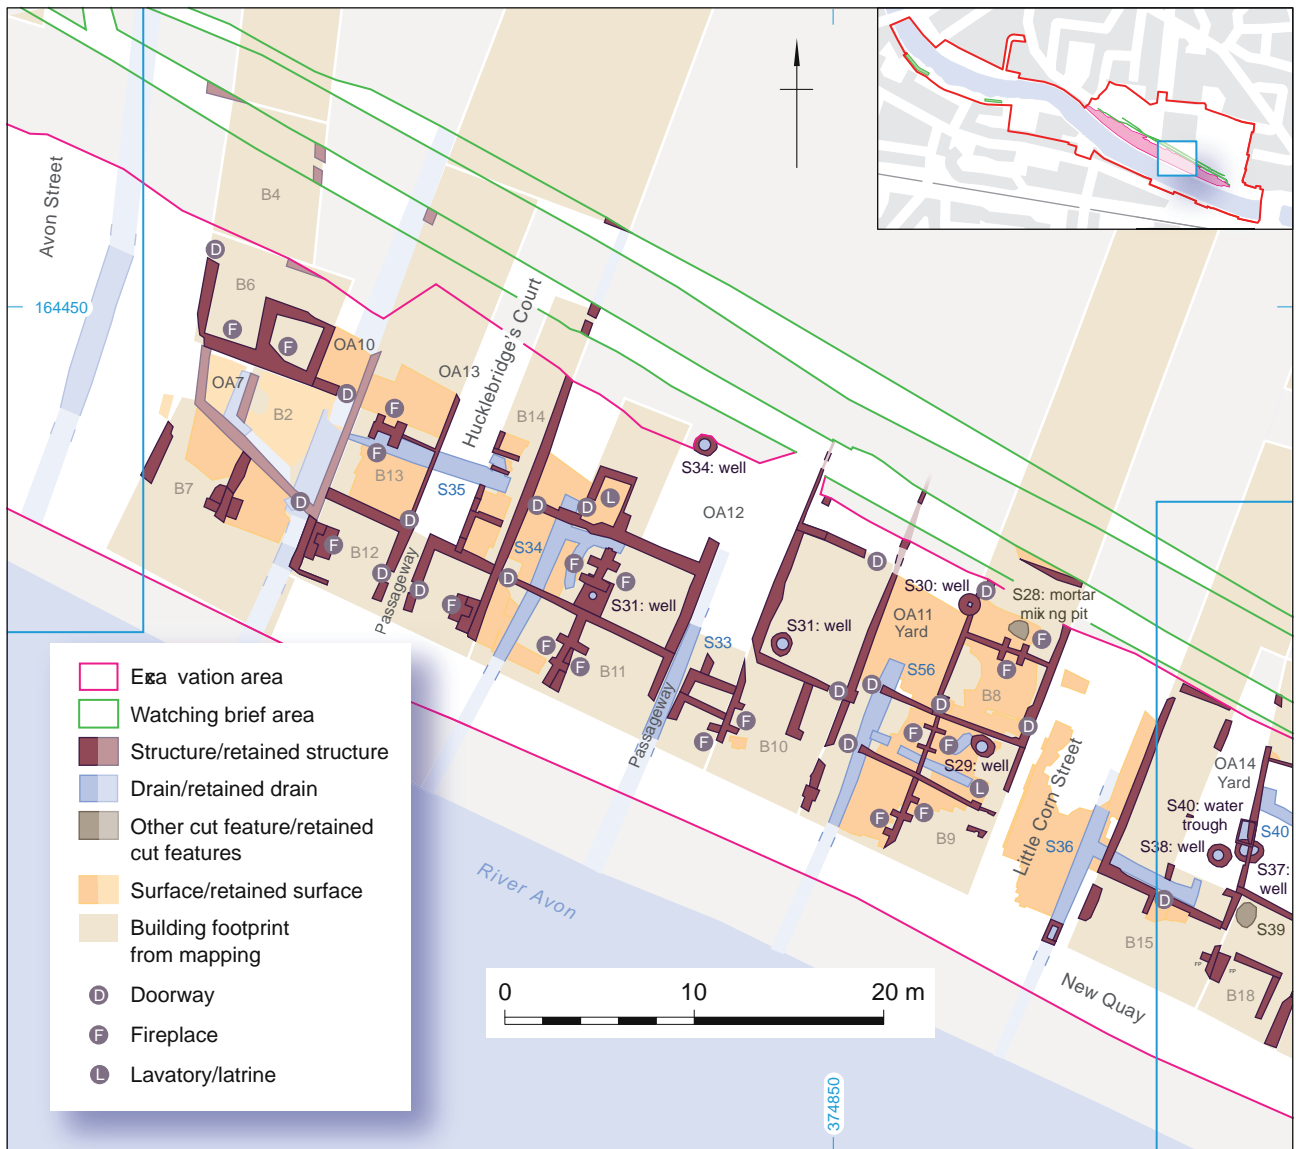 Avon Street
164450
B4
D
B6
F
F
OA10
OA7
D
B2
OA13
F
F
B13
Hucklebridge's Court
B14
B7
D
S35
D
F
B12
D
D
Passageway
F
S34: well
OA12
D
D
L
S34
F
F
D
S31: well
F
F
B11
S33
Passageway
F
F
B10
S31: well
D
D
S30: well
D
S28: mortar
mixing pit
OA11
Yard
F
S56
F
B8
D
D
D
D
F
F
S29: well
L
F
F
B9
Little Corn Street
S36
OA14
Yard
S40: water
trough
S40
S38: well
S37:
well
D
S39
B15
FP
FP
B18
New Quay
River Avon
Exca vation area
Watching brief area
Structure/retained structure
Drain/retained drain
Other cut feature/retained
cut features
Surface/retained surface
Building footprint
from mapping
D Doorway
F Fireplace
L Lavatory/latrine
0 10 20 m
374850